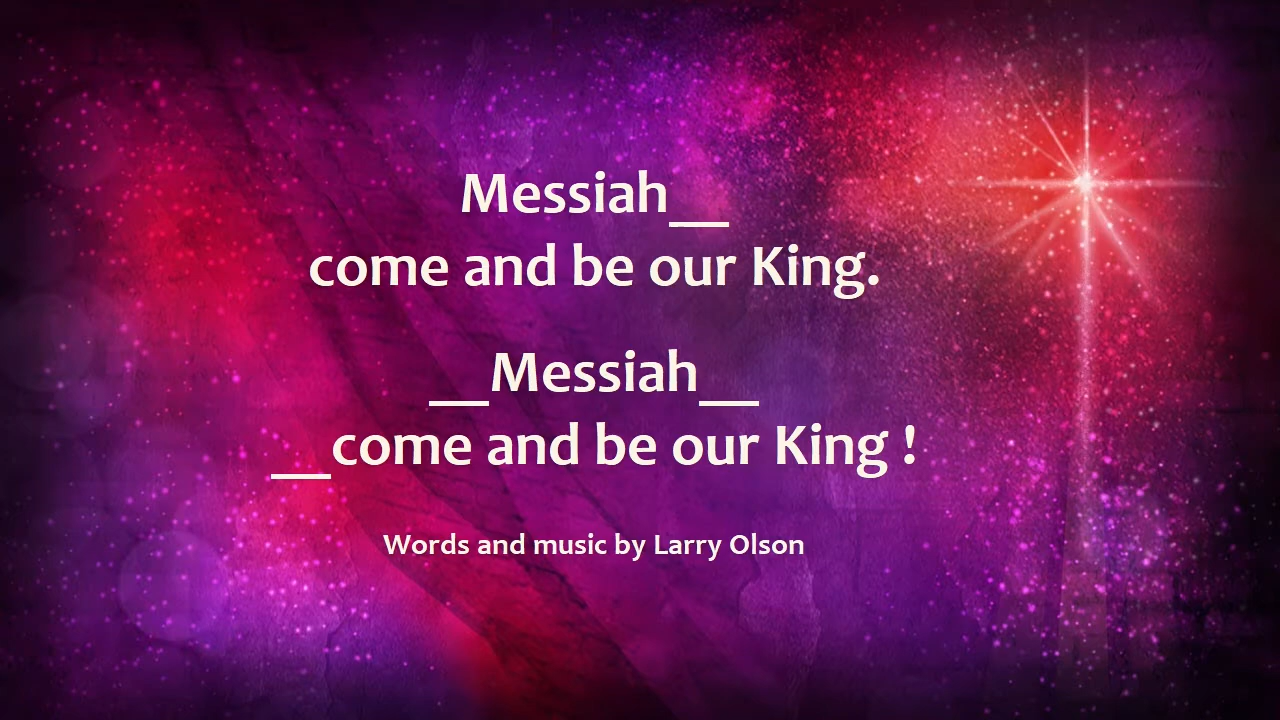 Messiah__
come and be our King.
__Messiah__
__come and be our King !
Words and music by Larry Olson